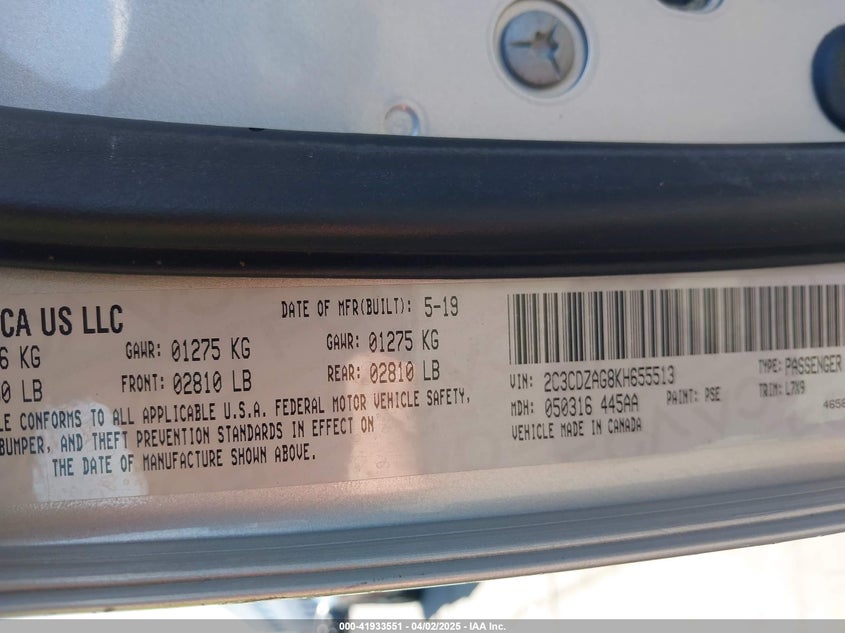 CA US LLC
DATE OF MFR(BUILT): 5-19
6 KG GAWR: 01275 KG GAWR: 01275 KG
0 LB FRONT: 02810 LB REAR: 02810 LB
LE CONFORMS TO ALL APPLICABLE U.S.A. FEDERAL MOTOR VEHICLE SAFETY,
BUMPER, AND THEFT PREVENTION STANDARDS IN EFFECT ON
THE DATE OF MANUFACTURE SHOWN ABOVE.
VIN: 2C3CDZAG8KH655513 TYPE: PASSENGER
MDH: 050316 445AA PAINT: PSE TRIM: L7X9
VEHICLE MADE IN CANADA 4658
000-41933551 - 04/02/2025 - IAA Inc.